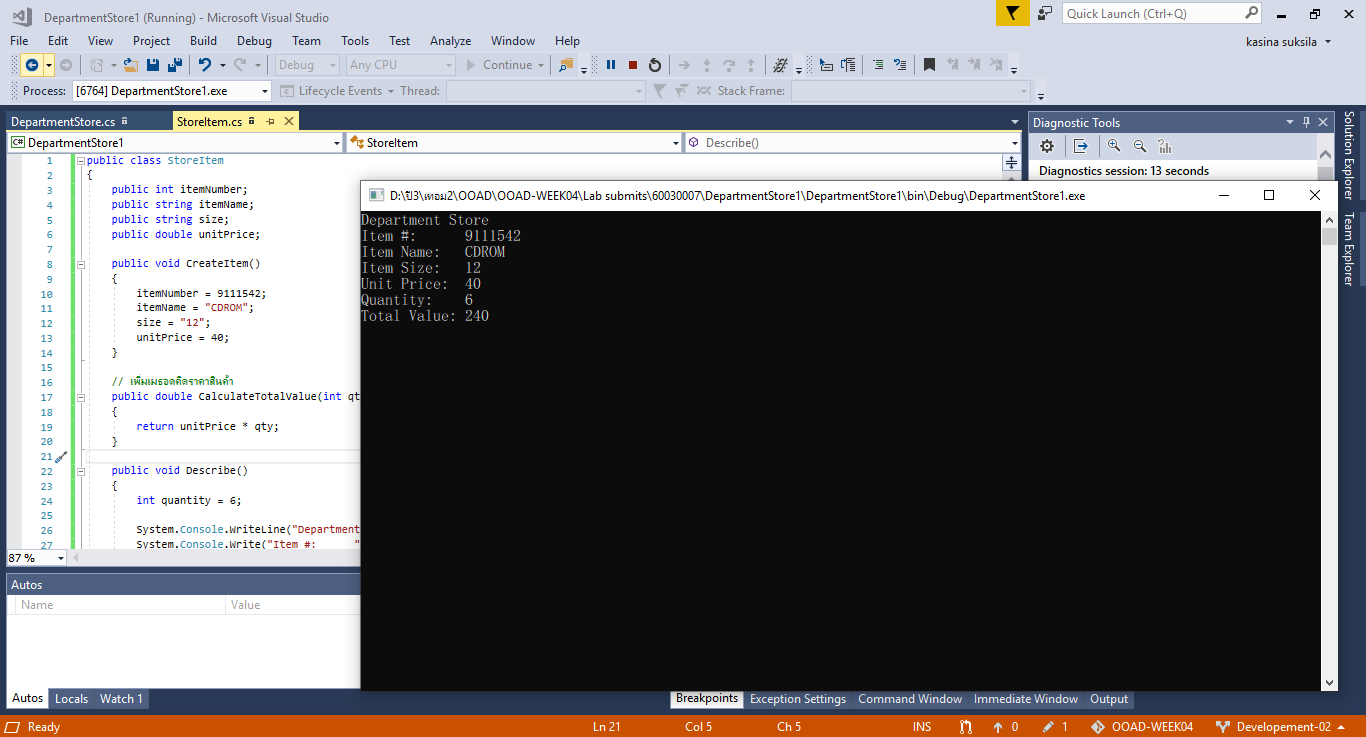 DepartmentStore1 (Running) - Microsoft Visual Studio
Quick Launch (Ctrl+Q)
File Edit View Project Build Debug Team Tools Test Analyze Window Help
kasina suksila
Debug Any CPU Continue
Process: [6764] DepartmentStore1.exe Lifecycle Events Thread: Stack Frame:
DepartmentStore.cs StoreItem.cs
C# DepartmentStore1 StoreItem Describe()
1 public class StoreItem
2 {
3 public int itemNumber;
4 public string itemName;
5 public string size;
6 public double unitPrice;
7
8 public void CreateItem()
9 {
10 itemNumber = 9111542;
11 itemName = "CDROM";
12 size = "12";
13 unitPrice = 40;
14 }
15
16 // เพิ่มเมธอดคิดราคาสินค้า
17 public double CalculateTotalValue(int qt
18 {
19 return unitPrice * qty;
20 }
21
22 public void Describe()
23 {
24 int quantity = 6;
25
26 System.Console.WriteLine("Department
27 System.Console.Write("Item #: "
87 %
Diagnostic Tools
Diagnostics session: 13 seconds
Solution Explorer
Team Explorer
D:\ปี3\เทอม2\OOAD\OOAD-WEEK04\Lab submits\60030007\DepartmentStore1\DepartmentStore1\bin\Debug\DepartmentStore1.exe
Department Store
Item #: 9111542
Item Name: CDROM
Item Size: 12
Unit Price: 40
Quantity: 6
Total Value: 240
Autos
Name Value
Autos Locals Watch 1
Breakpoints Exception Settings Command Window Immediate Window Output
Ready Ln 21 Col 5 Ch 5 INS 0 1 OOAD-WEEK04 Developement-02